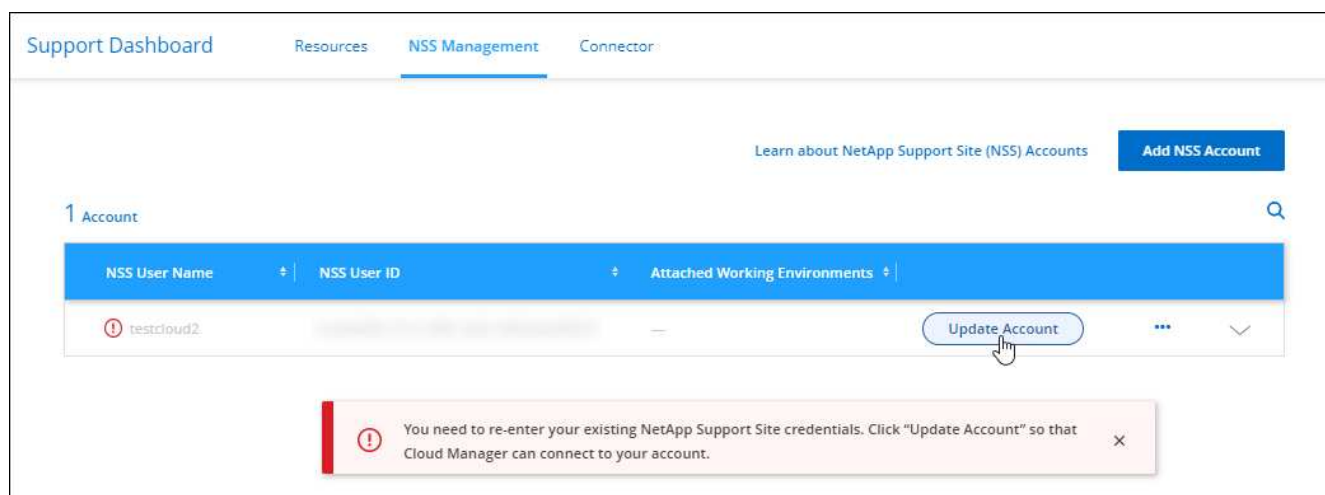 Support Dashboard Resources NSS Management Connector
Learn about NetApp Support Site (NSS) Accounts Add NSS Account
1 Account
NSS User Name NSS User ID Attached Working Environments
testcloud2 — Update Account
You need to re-enter your existing NetApp Support Site credentials. Click “Update Account” so that
Cloud Manager can connect to your account.